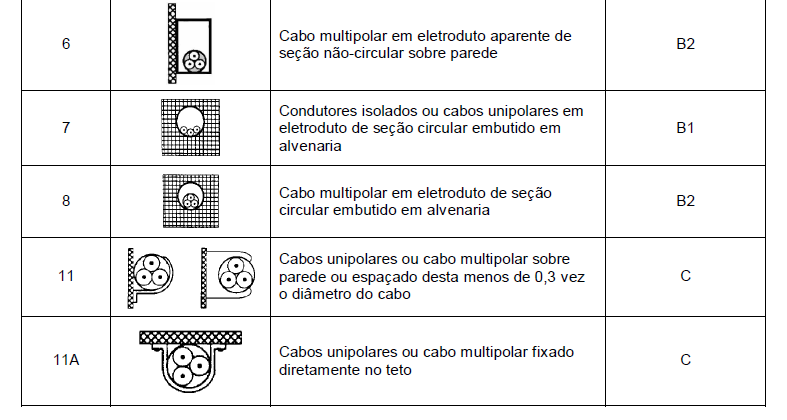 6
Cabo multipolar em eletroduto aparente de
seção não-circular sobre parede
B2
7
Condutores isolados ou cabos unipolares em
eletroduto de seção circular embutido em
alvenaria
B1
8
Cabo multipolar em eletroduto de seção
circular embutido em alvenaria
B2
11
Cabos unipolares ou cabo multipolar sobre
parede ou espaçado desta menos de 0,3 vez
o diâmetro do cabo
C
11A
Cabos unipolares ou cabo multipolar fixado
diretamente no teto
C